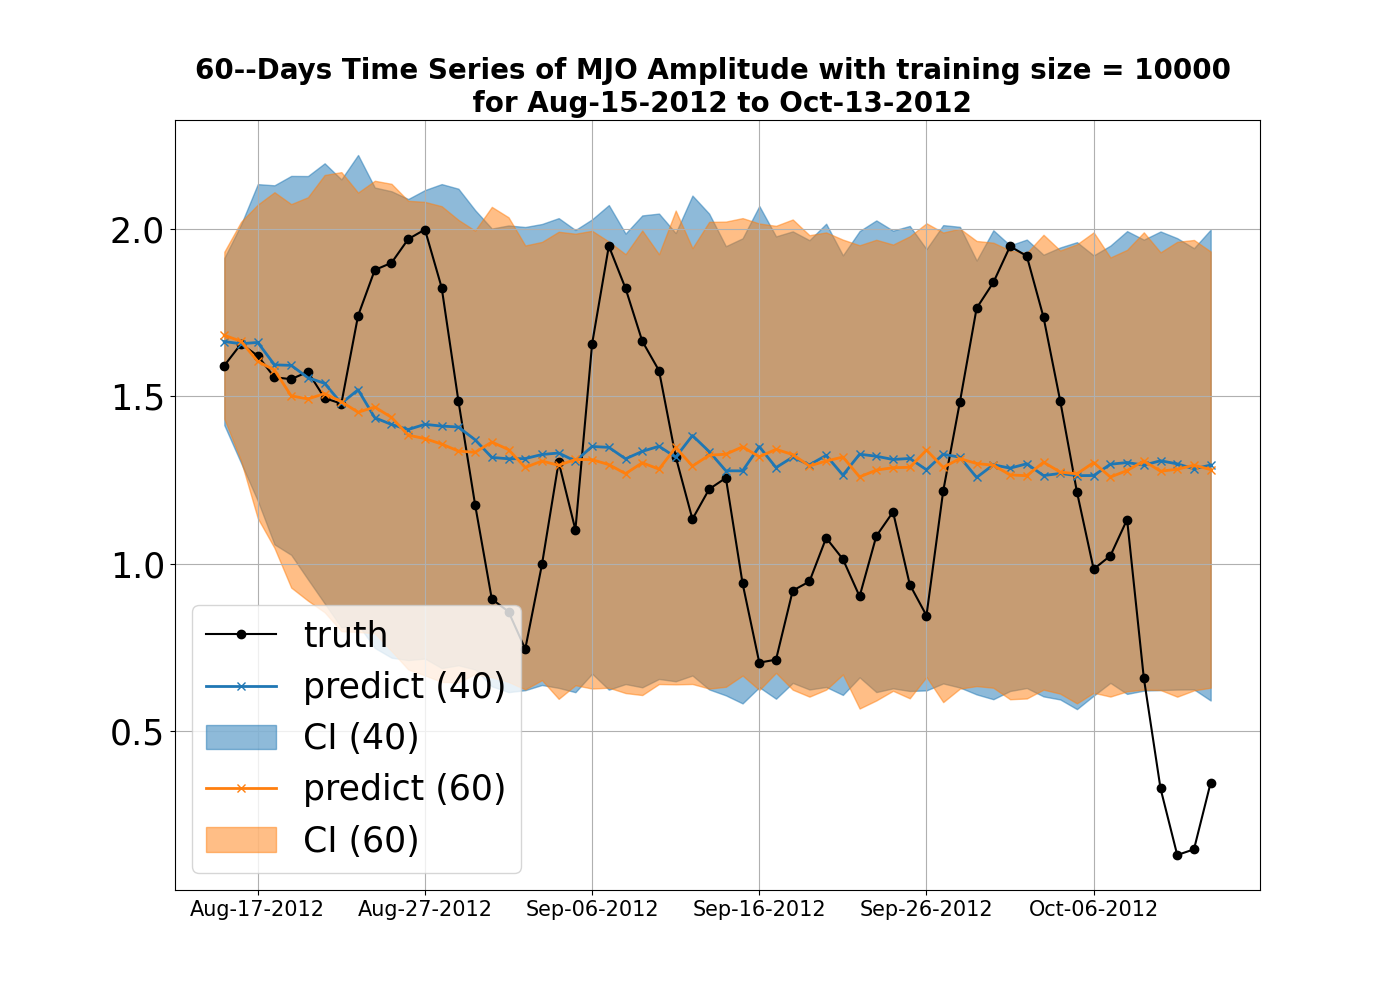 60--Days Time Series of MJO Amplitude with training size = 10000
for Aug-15-2012 to Oct-13-2012
2.0
1.5
1.0
0.5
truth
predict (40)
CI (40)
predict (60)
CI (60)
Aug-17-2012
Aug-27-2012
Sep-06-2012
Sep-16-2012
Sep-26-2012
Oct-06-2012